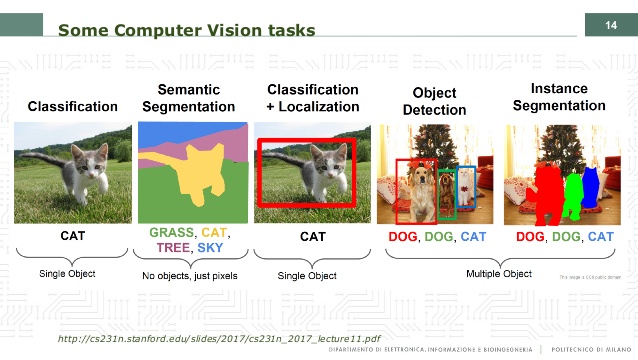 Some Computer Vision tasks
14
Classification
Semantic
Segmentation
Classification
+ Localization
Object
Detection
Instance
Segmentation
CAT
GRASS, CAT,
TREE, SKY
CAT
DOG, DOG, CAT
DOG, DOG, CAT
Single Object
No objects, just pixels
Single Object
Multiple Object
This image is CC0 public domain
http://cs231n.stanford.edu/slides/2017/cs231n_2017_lecture11.pdf
DIPARTIMENTO DI ELETTRONICA, INFORMAZIONE E BIOINGEGNERIA | POLITECNICO DI MILANO